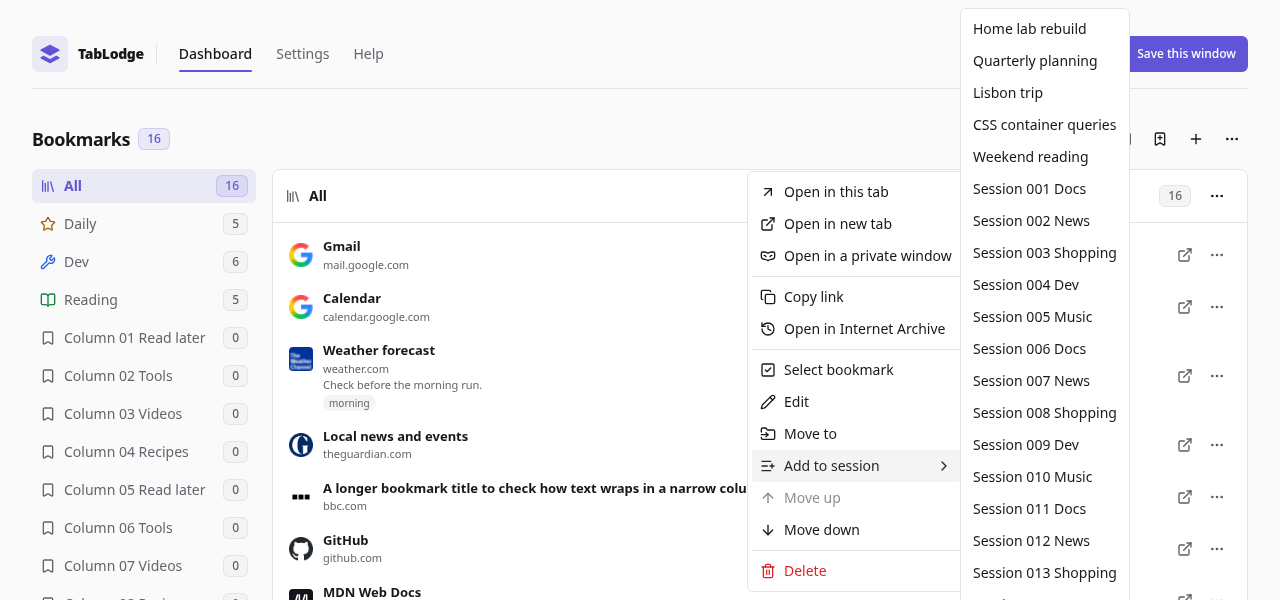 TabLodge
Dashboard
Settings
Help
Save this window
Bookmarks
16
All
16
Daily
5
Dev
6
Reading
5
Column 01 Read later
0
Column 02 Tools
0
Column 03 Videos
0
Column 04 Recipes
0
Column 05 Read later
0
Column 06 Tools
0
Column 07 Videos
0
All
16
Gmail
mail.google.com
Calendar
calendar.google.com
Weather forecast
weather.com
Check before the morning run.
morning
Local news and events
theguardian.com
A longer bookmark title to check how text wraps in a narrow colu
bbc.com
GitHub
github.com
MDN Web Docs
Open in this tab
Open in new tab
Open in a private window
Copy link
Open in Internet Archive
Select bookmark
Edit
Move to
Add to session
Move up
Move down
Delete
Home lab rebuild
Quarterly planning
Lisbon trip
CSS container queries
Weekend reading
Session 001 Docs
Session 002 News
Session 003 Shopping
Session 004 Dev
Session 005 Music
Session 006 Docs
Session 007 News
Session 008 Shopping
Session 009 Dev
Session 010 Music
Session 011 Docs
Session 012 News
Session 013 Shopping